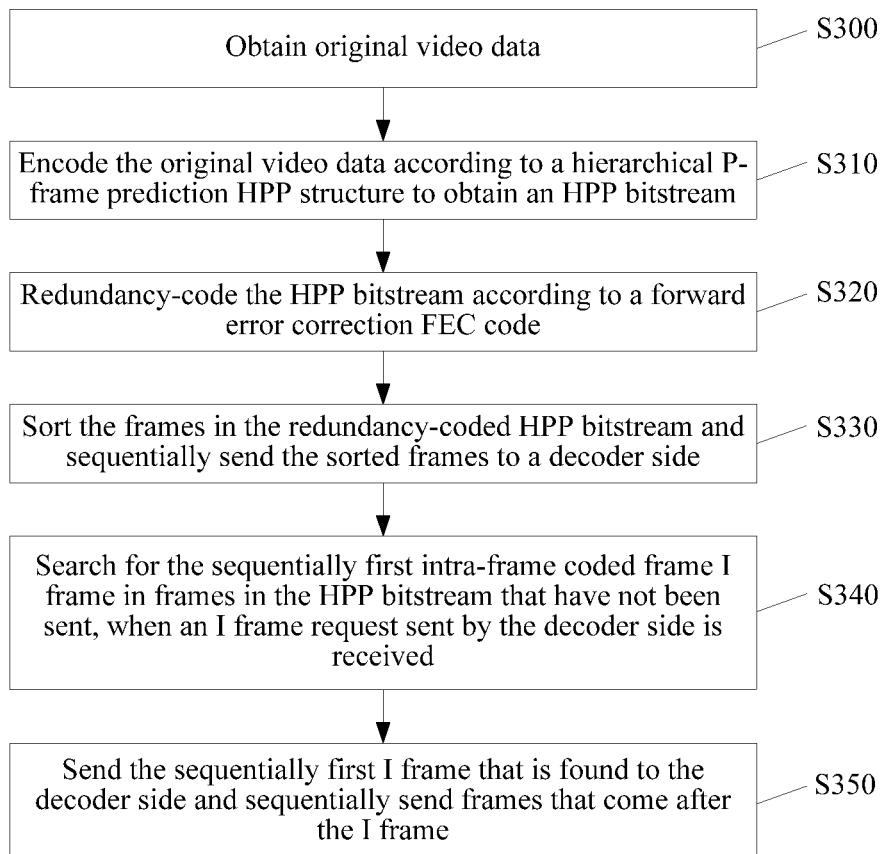 Obtain original video data
S300
Encode the original video data according to a hierarchical P-
frame prediction HPP structure to obtain an HPP bitstream
S310
Redundancy-code the HPP bitstream according to a forward
error correction FEC code
S320
Sort the frames in the redundancy-coded HPP bitstream and
sequentially send the sorted frames to a decoder side
S330
Search for the sequentially first intra-frame coded frame I
frame in frames in the HPP bitstream that have not been
sent, when an I frame request sent by the decoder side is
received
S340
Send the sequentially first I frame that is found to the
decoder side and sequentially send frames that come after
the I frame
S350